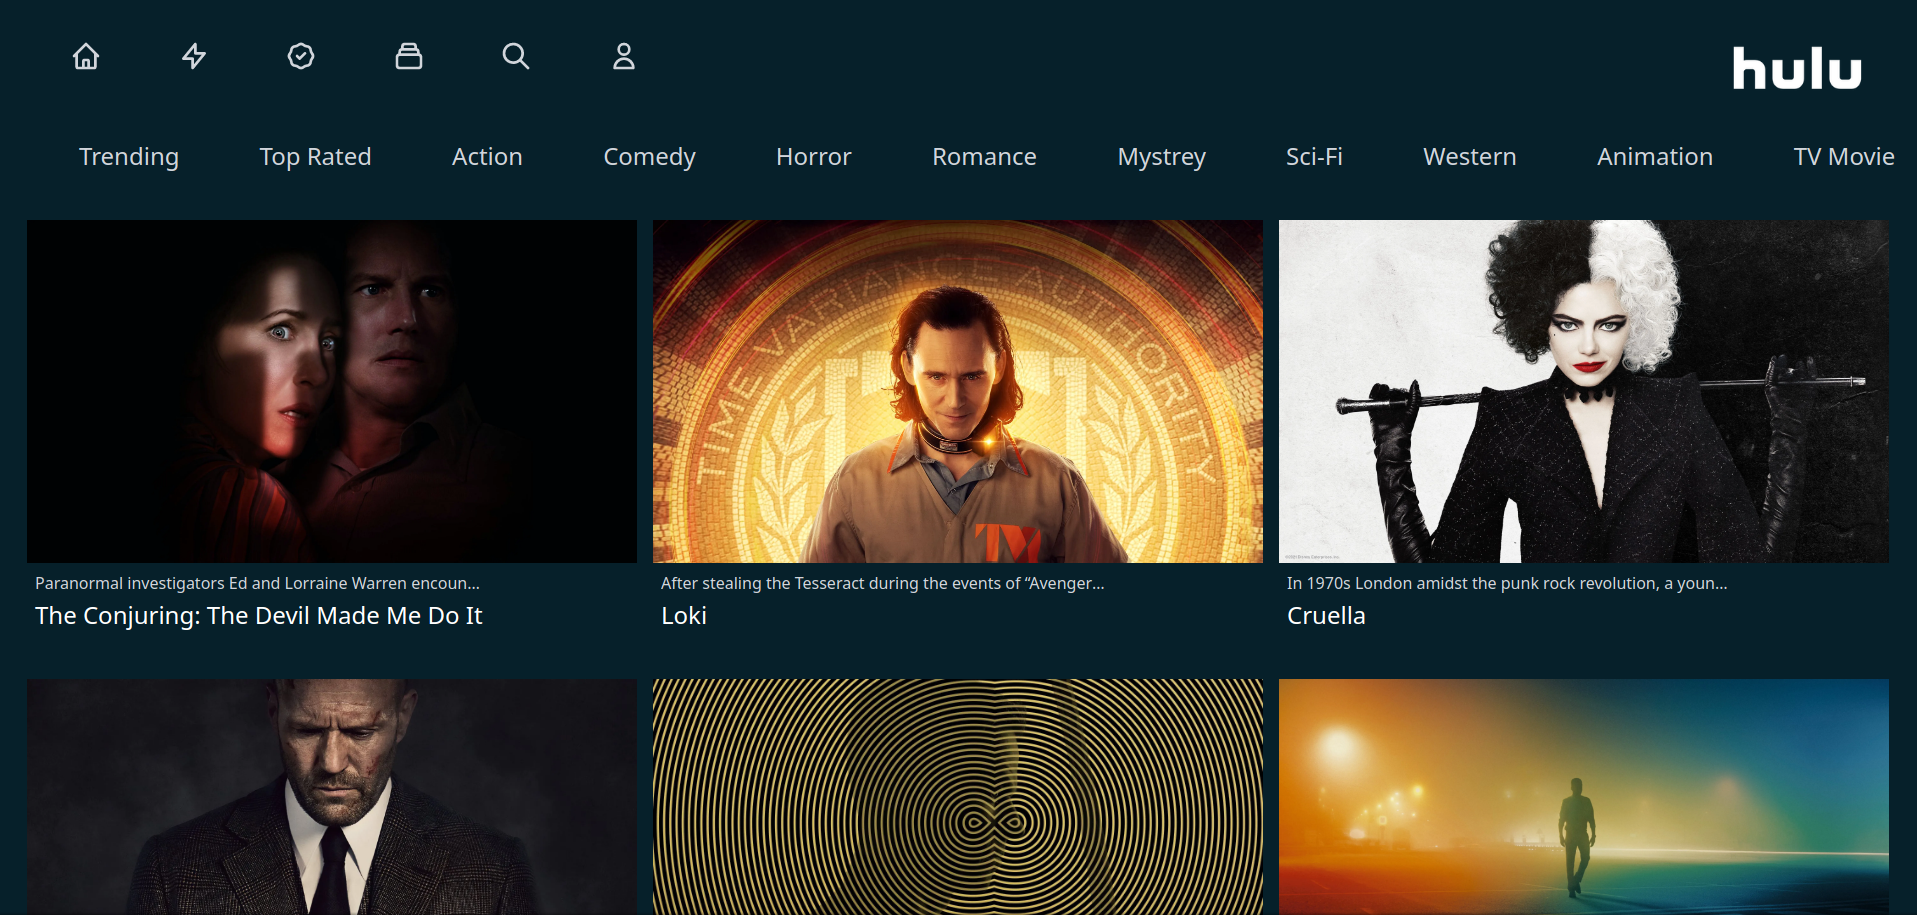 hulu
Trending Top Rated Action Comedy Horror Romance Mystrey Sci-Fi Western Animation TV Movie
TIME VARIANCE AUTHORITY
TV
Paranormal investigators Ed and Lorraine Warren encoun...
The Conjuring: The Devil Made Me Do It
After stealing the Tesseract during the events of “Avenger...
Loki
In 1970s London amidst the punk rock revolution, a youn...
Cruella